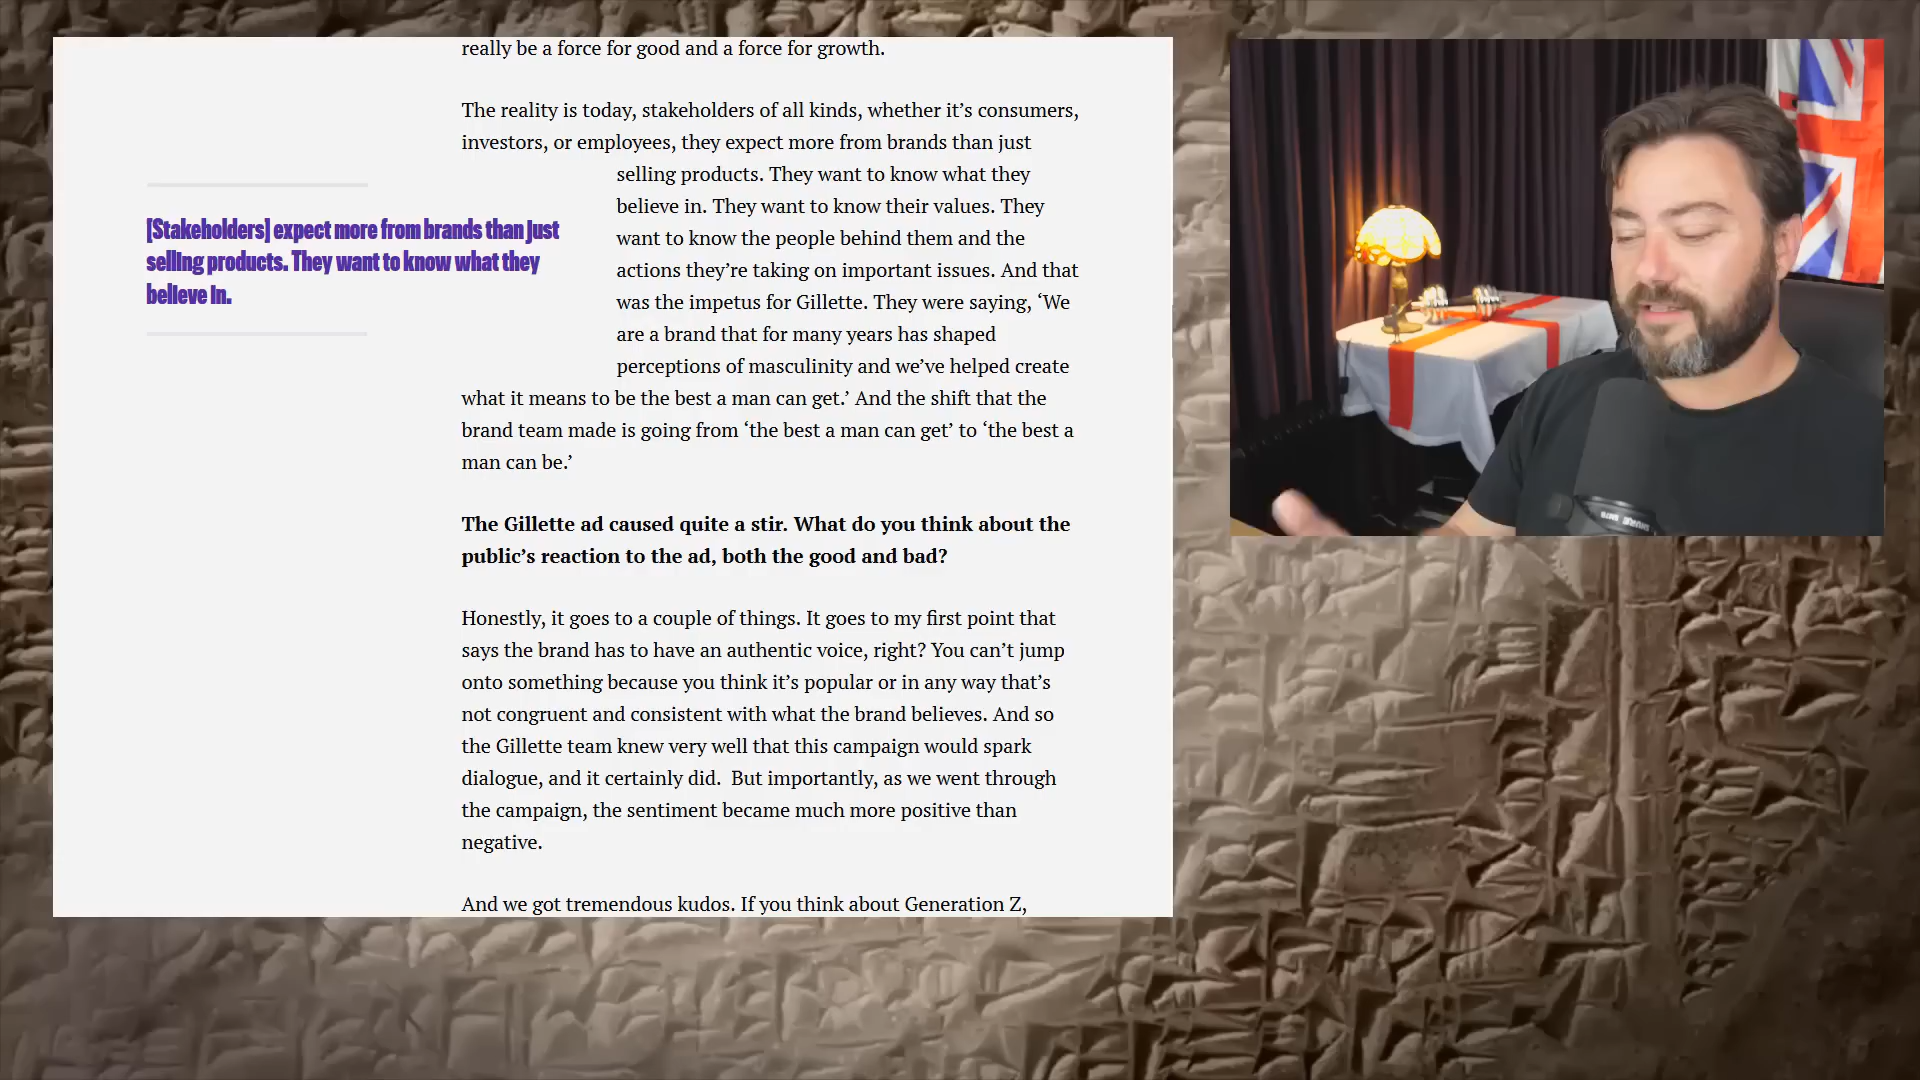 really be a force for good and a force for growth.
The reality is today, stakeholders of all kinds, whether it’s consumers,
investors, or employees, they expect more from brands than just
selling products. They want to know what they
believe in. They want to know their values. They
want to know the people behind them and the
actions they’re taking on important issues. And that
was the impetus for Gillette. They were saying, ‘We
are a brand that for many years has shaped
perceptions of masculinity and we’ve helped create
what it means to be the best a man can get.’ And the shift that the
brand team made is going from ‘the best a man can get’ to ‘the best a
man can be.’
[Stakeholders] expect more from brands than just
selling products. They want to know what they
believe in.
The Gillette ad caused quite a stir. What do you think about the
public’s reaction to the ad, both the good and bad?
Honestly, it goes to a couple of things. It goes to my first point that
says the brand has to have an authentic voice, right? You can’t jump
onto something because you think it’s popular or in any way that’s
not congruent and consistent with what the brand believes. And so
the Gillette team knew very well that this campaign would spark
dialogue, and it certainly did.  But importantly, as we went through
the campaign, the sentiment became much more positive than
negative.
And we got tremendous kudos. If you think about Generation Z,
SHURE